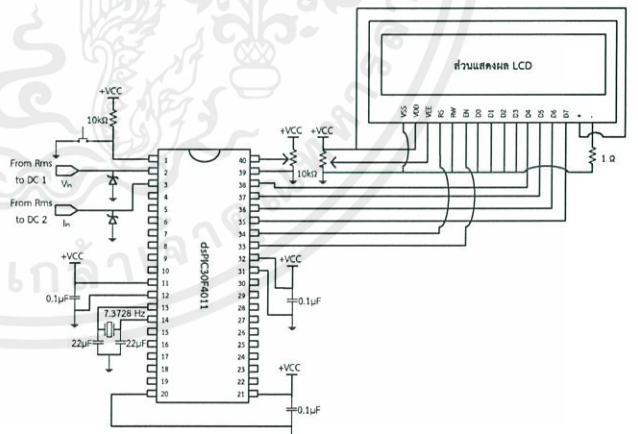 ส่วนแสดงผล LCD
VSS VDD VEE RS RW EN D0 D1 D2 D3 D4 D5 D6 D7 + -
1 Ω
+VCC
10kΩ
+VCC +VCC
10kΩ
From Rms
to DC 1
Vin
From Rms
to DC 2
Iin
dsPIC30F4011
1 40
2 39
3 38
4 37
5 36
6 35
7 34
8 33
9 32
10 31
11 30
12 29
13 28
14 27
15 26
16 25
17 24
18 23
19 22
20 21
+VCC
0.1μF
7.3728 Hz
22μF 22μF
+VCC
0.1μF
+VCC
0.1μF